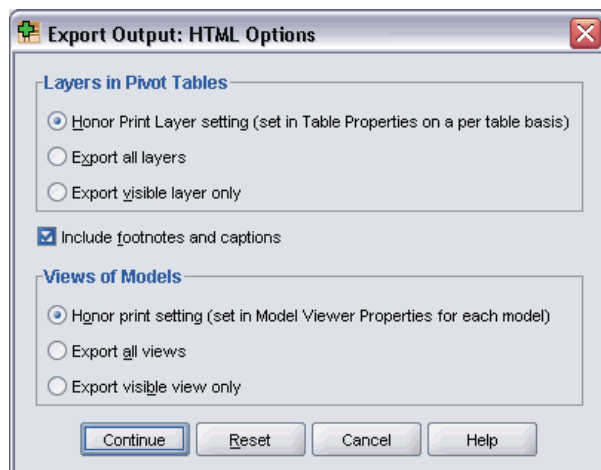 Export Output: HTML Options
Layers in Pivot Tables
Honor Print Layer setting (set in Table Properties on a per table basis)
Export all layers
Export visible layer only
Include footnotes and captions
Views of Models
Honor print setting (set in Model Viewer Properties for each model)
Export all views
Export visible view only
Continue Reset Cancel Help